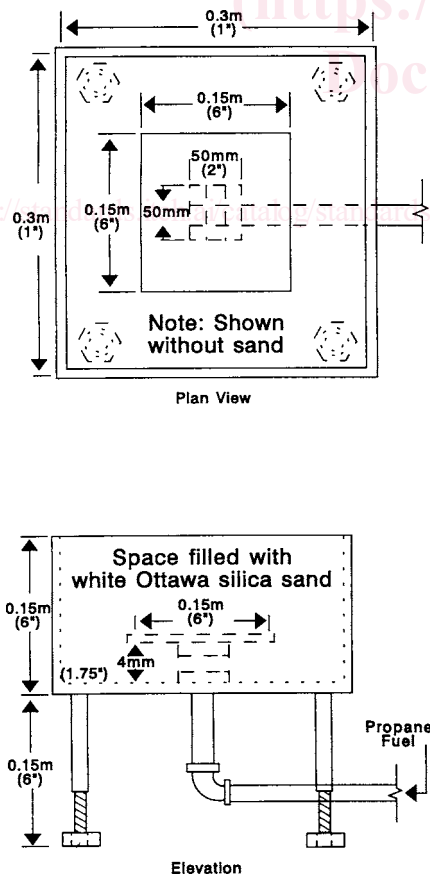 https:/
Doc
0.3m
(1")
0.15m
(6")
50mm
(2")
0.3m
(1")
0.15m
(6")
50mm
Note: Shown
without sand
Plan View
Space filled with
white Ottawa silica sand
0.15m
(6")
0.15m
(6")
4mm
(1.75")
0.15m
(6")
Propane
Fuel
Elevation